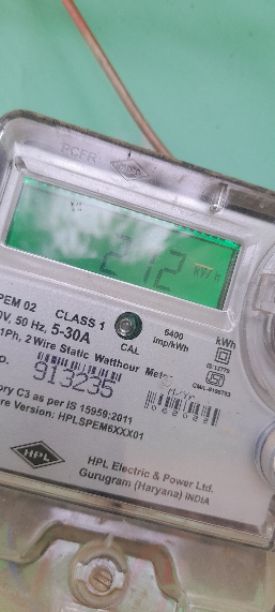 212 kWh
PEM 02 CLASS 1
0V, 50 Hz, 5-30A CAL 6400 imp/kWh kWh
1Ph, 2 Wire Static Watthour Meter IS:13779
913235
ory C3 as per IS 15959:2011
re Version: HPLSPEM6XXX01
HPL
HPL Electric & Power Ltd.
Gurugram (Haryana) INDIA